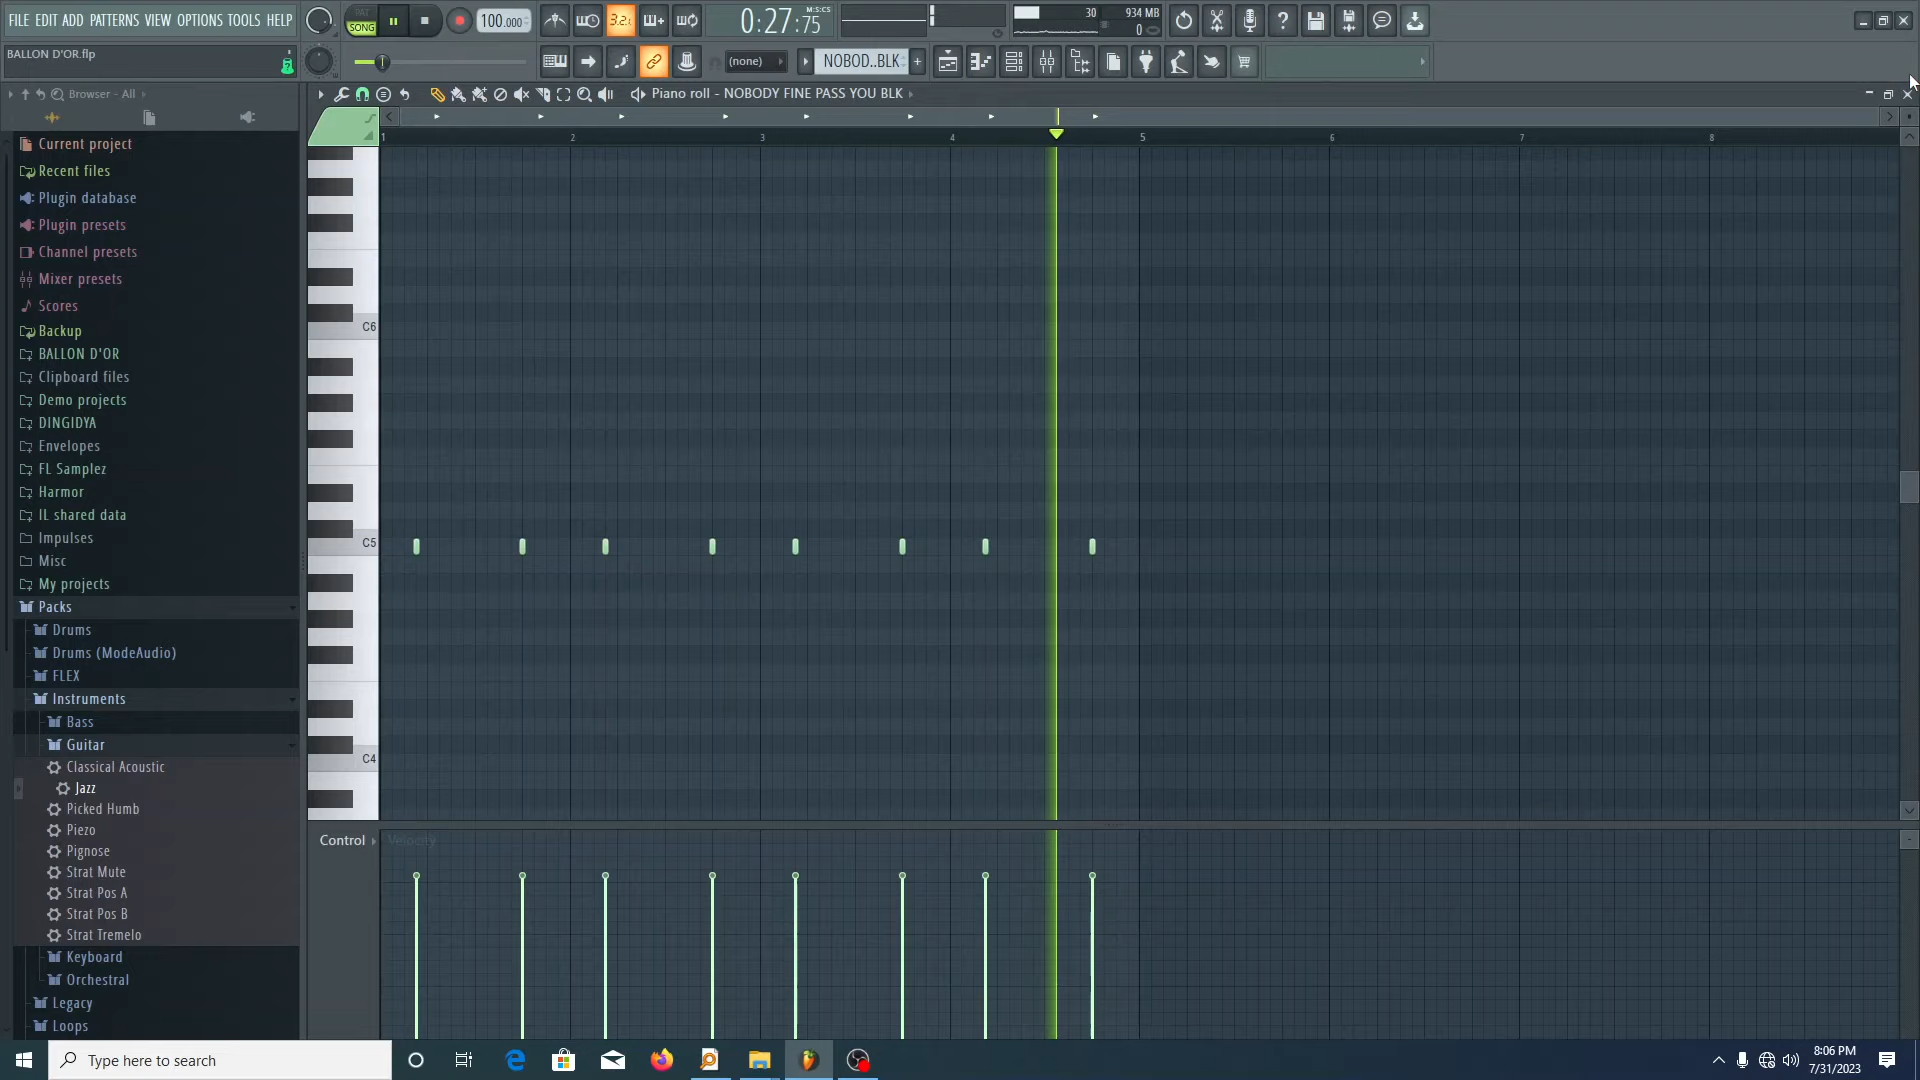 FILE EDIT ADD PATTERNS VIEW OPTIONS TOOLS HELP
PAT
SONG
100.000
3.2.
0:27:75
M:S:CS
30
934 MB
0
BALLON D'OR.flp
(none)
NOBOD..BLK
Browser - All
Piano roll - NOBODY FINE PASS YOU BLK
1 2 3 4 5 6 7 8
Current project
Recent files
Plugin database
Plugin presets
Channel presets
Mixer presets
Scores
Backup
BALLON D'OR
Clipboard files
Demo projects
DINGIDYA
Envelopes
FL Samplez
Harmor
IL shared data
Impulses
Misc
My projects
Packs
Drums
Drums (ModeAudio)
FLEX
Instruments
Bass
Guitar
Classical Acoustic
Jazz
Picked Humb
Piezo
Pignose
Strat Mute
Strat Pos A
Strat Pos B
Strat Tremelo
Keyboard
Orchestral
Legacy
Loops
C6
C5
C4
Control
Velocity
Type here to search
8:06 PM
7/31/2023